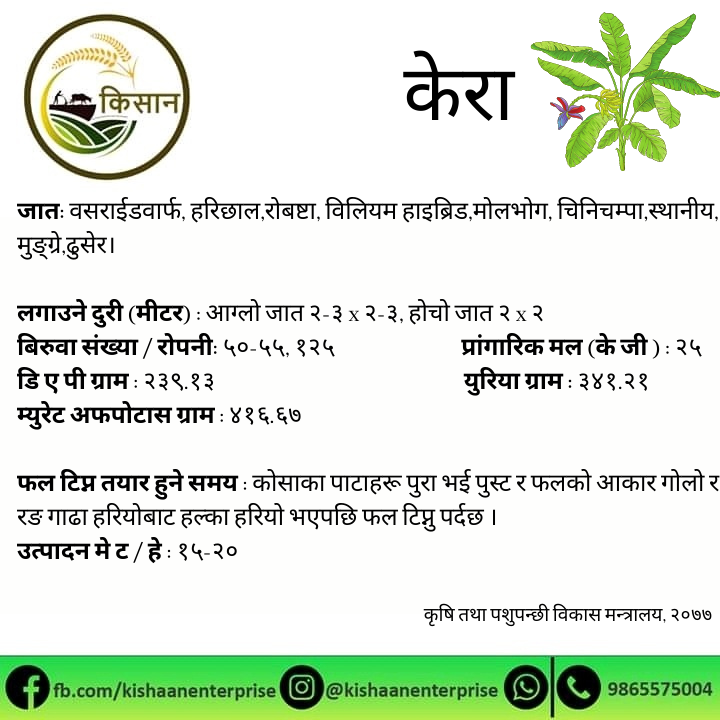 किसान
केरा
जातः वसराईडवार्फ, हरिछाल,रोबष्टा, विलियम हाइब्रिड,मोलभोग, चिनिचम्पा,स्थानीय,
मुङ्ग्रे,ढुसेर।
लगाउने दुरी (मीटर) : आग्लो जात २-३ x २-३, होचो जात २ x २
बिरुवा संख्या / रोपनी: ५०-५५, १२५ प्रांगारिक मल (के जी ) : २५
डि ए पी ग्राम : २३९.१३ युरिया ग्राम : ३४१.२१
म्युरेट अफपोटास ग्राम : ४१६.६७
फल टिप्न तयार हुने समय : कोसाका पाटाहरू पुरा भई पुस्ट र फलको आकार गोलो र
रङ गाढा हरियोबाट हल्का हरियो भएपछि फल टिप्नु पर्दछ ।
उत्पादन मे ट / हे : १५-२०
कृषि तथा पशुपन्छी विकास मन्त्रालय, २०७७
fb.com/kishaanenterprise @kishaanenterprise 9865575004